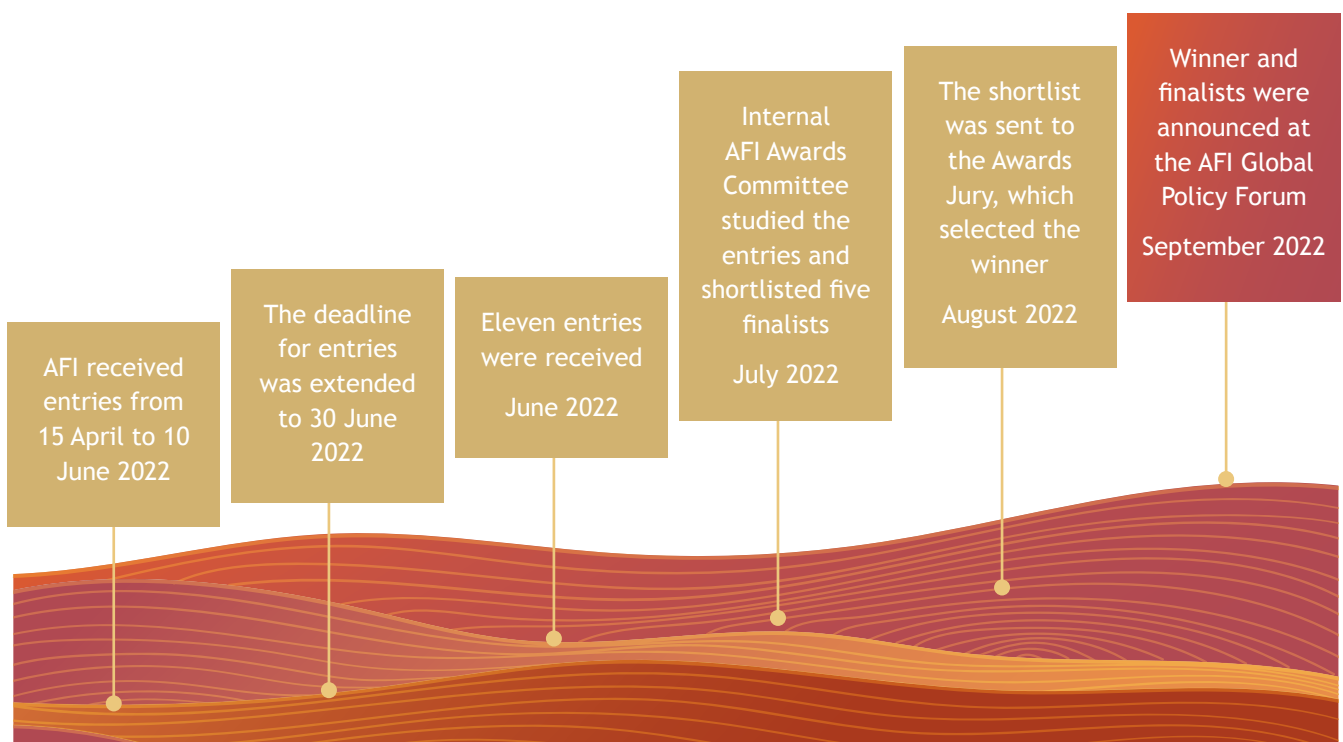 AFI received
entries from
15 April to 10
June 2022
The deadline
for entries
was extended
to 30 June
2022
Eleven entries
were received
June 2022
Internal
AFI Awards
Committee
studied the
entries and
shortlisted five
finalists
July 2022
The shortlist
was sent to
the Awards
Jury, which
selected the
winner
August 2022
Winner and
finalists were
announced at
the AFI Global
Policy Forum
September 2022